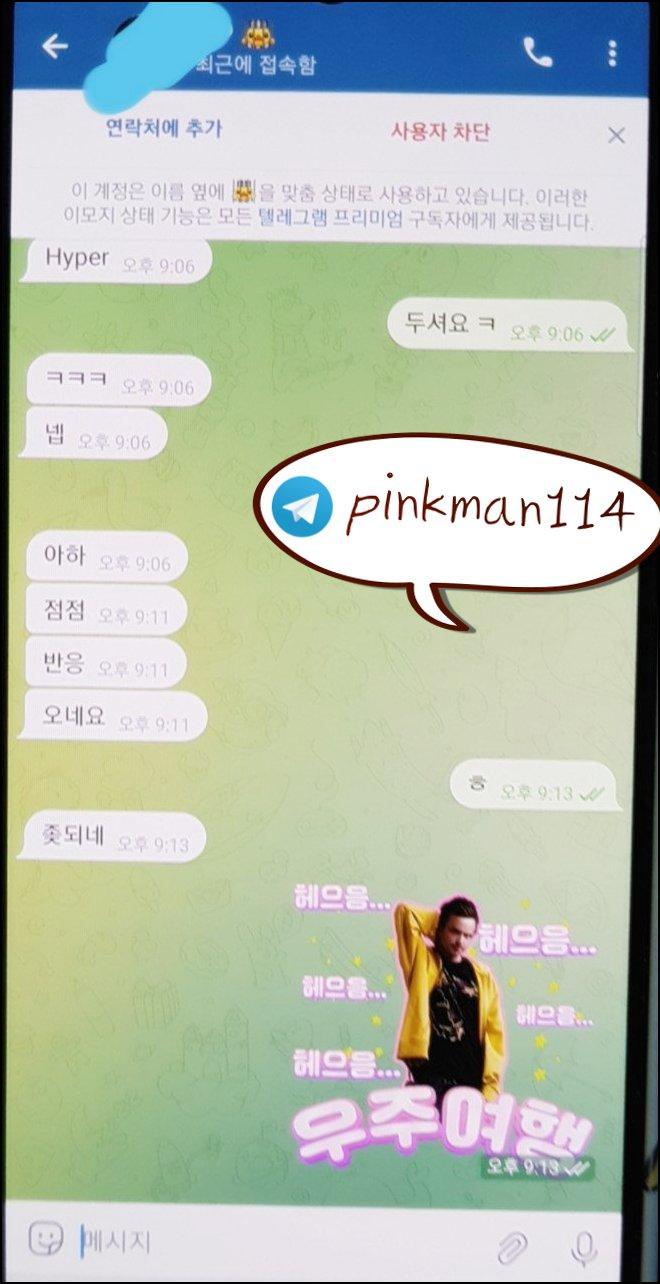 최근에 접속함
연락처에 추가
사용자 차단
이 계정은 이름 옆에 을 맞춤 상태로 사용하고 있습니다. 이러한
이모지 상태 기능은 모든 텔레그램 프리미엄 구독자에게 제공됩니다.
Hyper 오후 9:06
두셔요 ㅋ 오후 9:06
ㅋㅋㅋ 오후 9:06
넵 오후 9:06
pinkman114
아하 오후 9:06
점점 오후 9:11
반응 오후 9:11
오네요 오후 9:11
ㅎ 오후 9:13
좆되네 오후 9:13
헤으응...
헤으응...
헤으응...
헤으응...
헤으응...
우주여행
오후 9:13
메시지